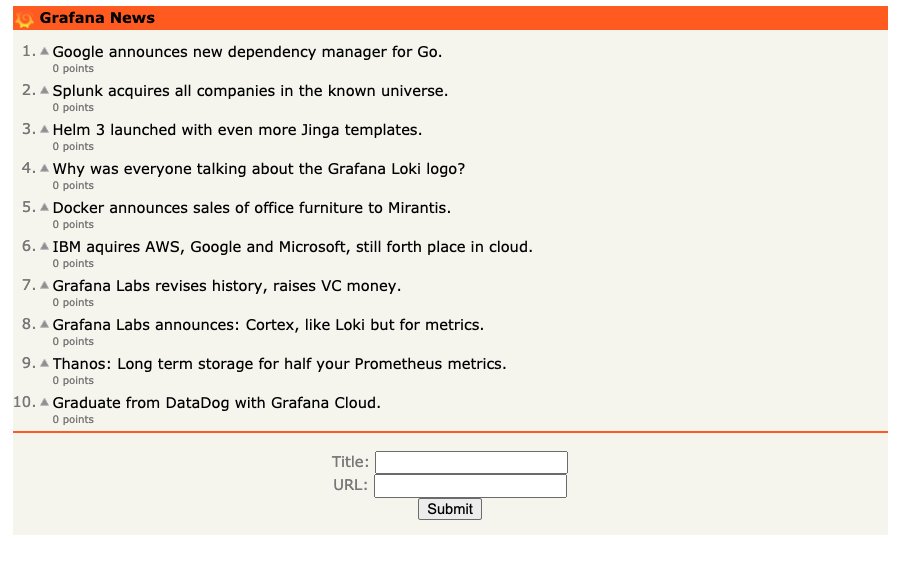 Grafana News
1. Google announces new dependency manager for Go.
0 points
2. Splunk acquires all companies in the known universe.
0 points
3. Helm 3 launched with even more Jinga templates.
0 points
4. Why was everyone talking about the Grafana Loki logo?
0 points
5. Docker announces sales of office furniture to Mirantis.
0 points
6. IBM aquires AWS, Google and Microsoft, still forth place in cloud.
0 points
7. Grafana Labs revises history, raises VC money.
0 points
8. Grafana Labs announces: Cortex, like Loki but for metrics.
0 points
9. Thanos: Long term storage for half your Prometheus metrics.
0 points
10. Graduate from DataDog with Grafana Cloud.
0 points
Title:
URL:
Submit